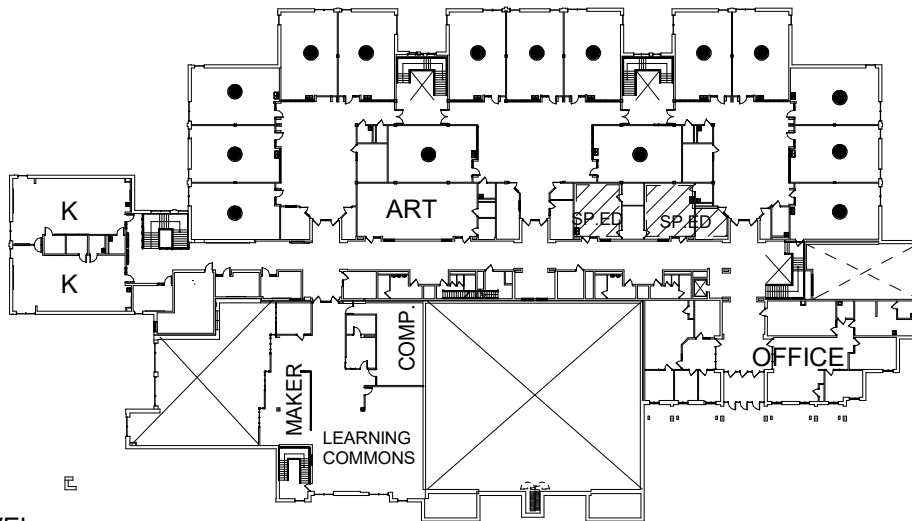 ART
SP.ED
SP.ED
K
K
COMP.
OFFICE
MAKER
LEARNING
COMMONS